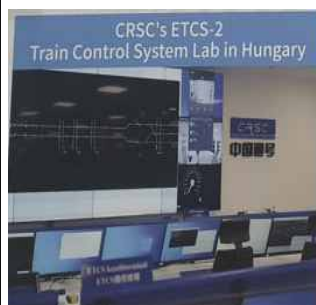 CRSC's ETCS-2
Train Control System Lab in Hungary
CRSC
中国通号